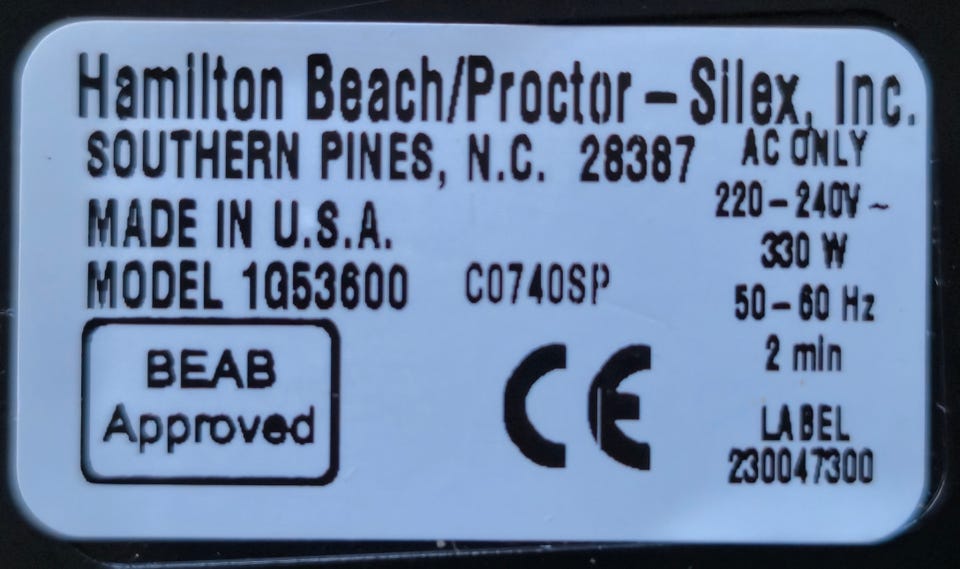 Hamilton Beach/Proctor – Silex, Inc.
SOUTHERN PINES, N.C. 28387
MADE IN U.S.A.
MODEL 1G53600 C0740SP
BEAB
Approved
CE
AC ONLY
220 – 240V ~
330 W
50 – 60 Hz
2 min
LABEL
230047300